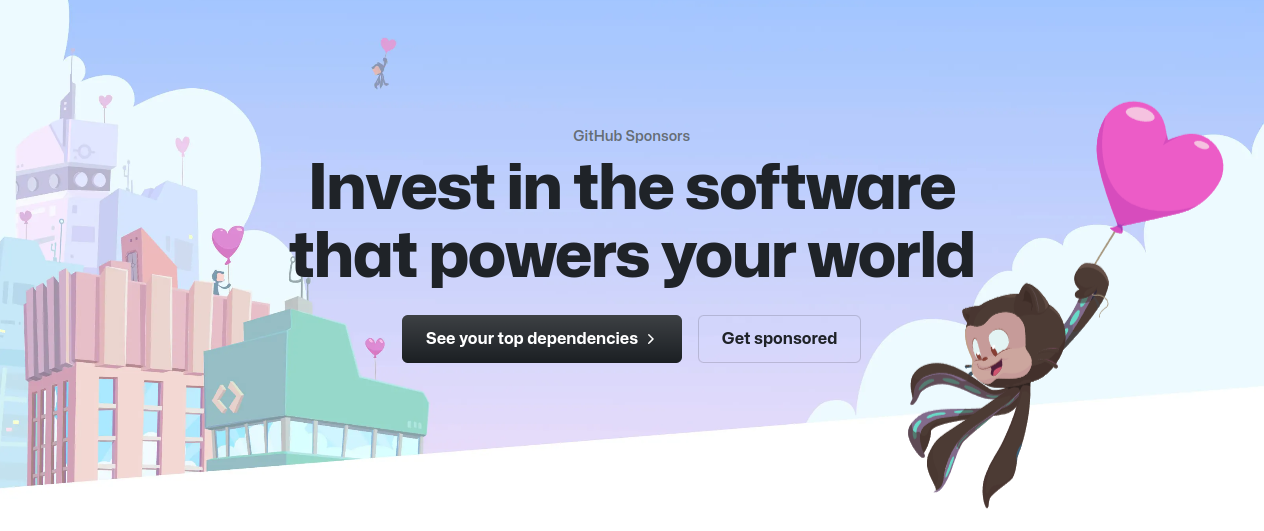 GitHub Sponsors
Invest in the software
that powers your world
See your top dependencies
Get sponsored